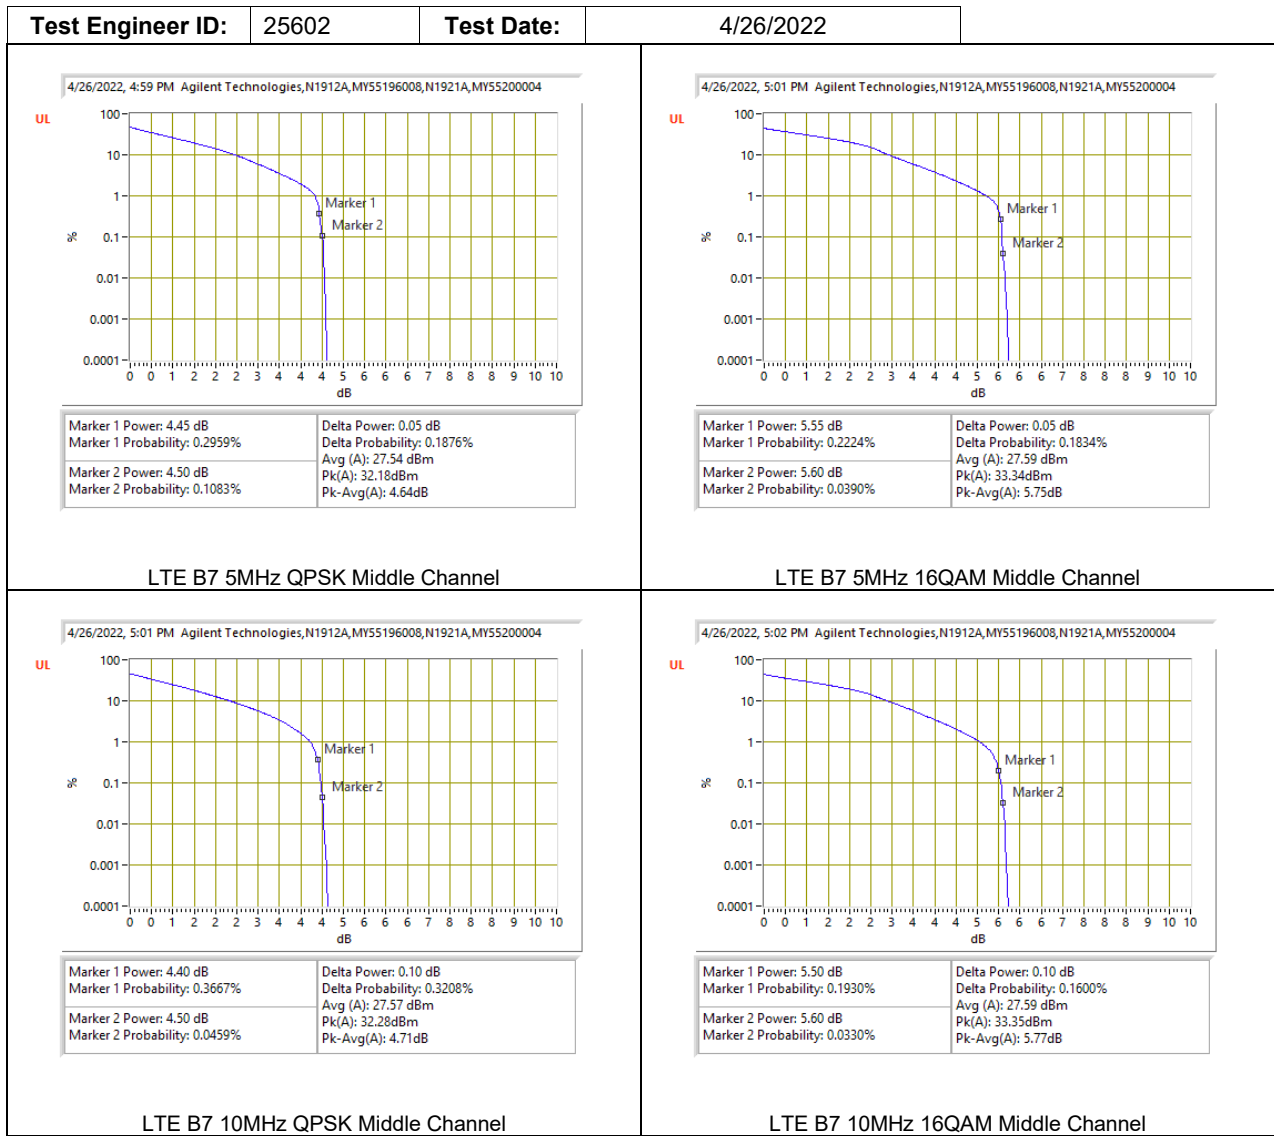 Test Engineer ID: 25602 Test Date: 4/26/2022
4/26/2022, 4:59 PM Agilent Technologies,N1912A,MY55196008,N1921A,MY55200004
UL
100
10
1
0.1
0.01
0.001
0.0001
%
Marker 1
Marker 2
0 0 1 2 2 2 3 4 4 4 5 6 6 6 7 8 8 8 9 10 10
dB
Marker 1 Power: 4.45 dB
Marker 1 Probability: 0.2959%
Marker 2 Power: 4.50 dB
Marker 2 Probability: 0.1083%
Delta Power: 0.05 dB
Delta Probability: 0.1876%
Avg (A): 27.54 dBm
Pk(A): 32.18dBm
Pk-Avg(A): 4.64dB
LTE B7 5MHz QPSK Middle Channel
4/26/2022, 5:01 PM Agilent Technologies,N1912A,MY55196008,N1921A,MY55200004
UL
100
10
1
0.1
0.01
0.001
0.0001
%
Marker 1
Marker 2
0 0 1 2 2 2 3 4 4 4 5 6 6 6 7 8 8 8 9 10 10
dB
Marker 1 Power: 5.55 dB
Marker 1 Probability: 0.2224%
Marker 2 Power: 5.60 dB
Marker 2 Probability: 0.0390%
Delta Power: 0.05 dB
Delta Probability: 0.1834%
Avg (A): 27.59 dBm
Pk(A): 33.34dBm
Pk-Avg(A): 5.75dB
LTE B7 5MHz 16QAM Middle Channel
4/26/2022, 5:01 PM Agilent Technologies,N1912A,MY55196008,N1921A,MY55200004
UL
100
10
1
0.1
0.01
0.001
0.0001
%
Marker 1
Marker 2
0 0 1 2 2 2 3 4 4 4 5 6 6 6 7 8 8 8 9 10 10
dB
Marker 1 Power: 4.40 dB
Marker 1 Probability: 0.3667%
Marker 2 Power: 4.50 dB
Marker 2 Probability: 0.0459%
Delta Power: 0.10 dB
Delta Probability: 0.3208%
Avg (A): 27.57 dBm
Pk(A): 32.28dBm
Pk-Avg(A): 4.71dB
LTE B7 10MHz QPSK Middle Channel
4/26/2022, 5:02 PM Agilent Technologies,N1912A,MY55196008,N1921A,MY55200004
UL
100
10
1
0.1
0.01
0.001
0.0001
%
Marker 1
Marker 2
0 0 1 2 2 2 3 4 4 4 5 6 6 6 7 8 8 8 9 10 10
dB
Marker 1 Power: 5.50 dB
Marker 1 Probability: 0.1930%
Marker 2 Power: 5.60 dB
Marker 2 Probability: 0.0330%
Delta Power: 0.10 dB
Delta Probability: 0.1600%
Avg (A): 27.59 dBm
Pk(A): 33.35dBm
Pk-Avg(A): 5.77dB
LTE B7 10MHz 16QAM Middle Channel